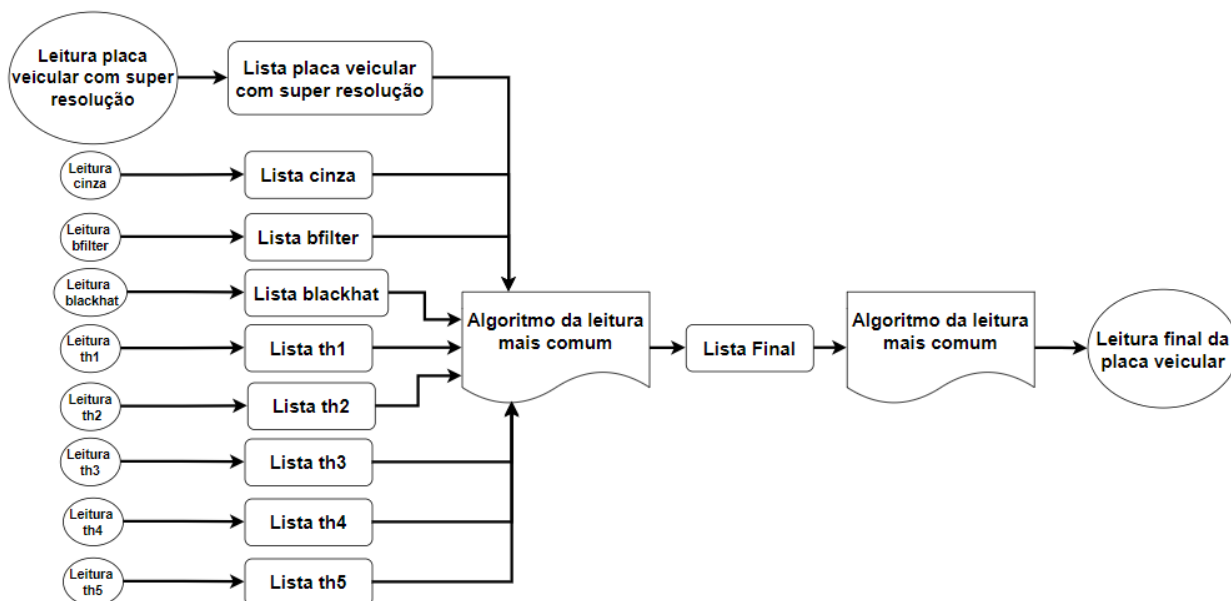 Leitura placa
veicular com super
resolução
Lista placa veicular
com super resolução
Leitura
cinza
Lista cinza
Leitura
bfilter
Lista bfilter
Leitura
blackhat
Lista blackhat
Leitura
th1
Lista th1
Leitura
th2
Lista th2
Leitura
th3
Lista th3
Leitura
th4
Lista th4
Leitura
th5
Lista th5
Algoritmo da leitura
mais comum
Lista Final
Algoritmo da leitura
mais comum
Leitura final da
placa veicular